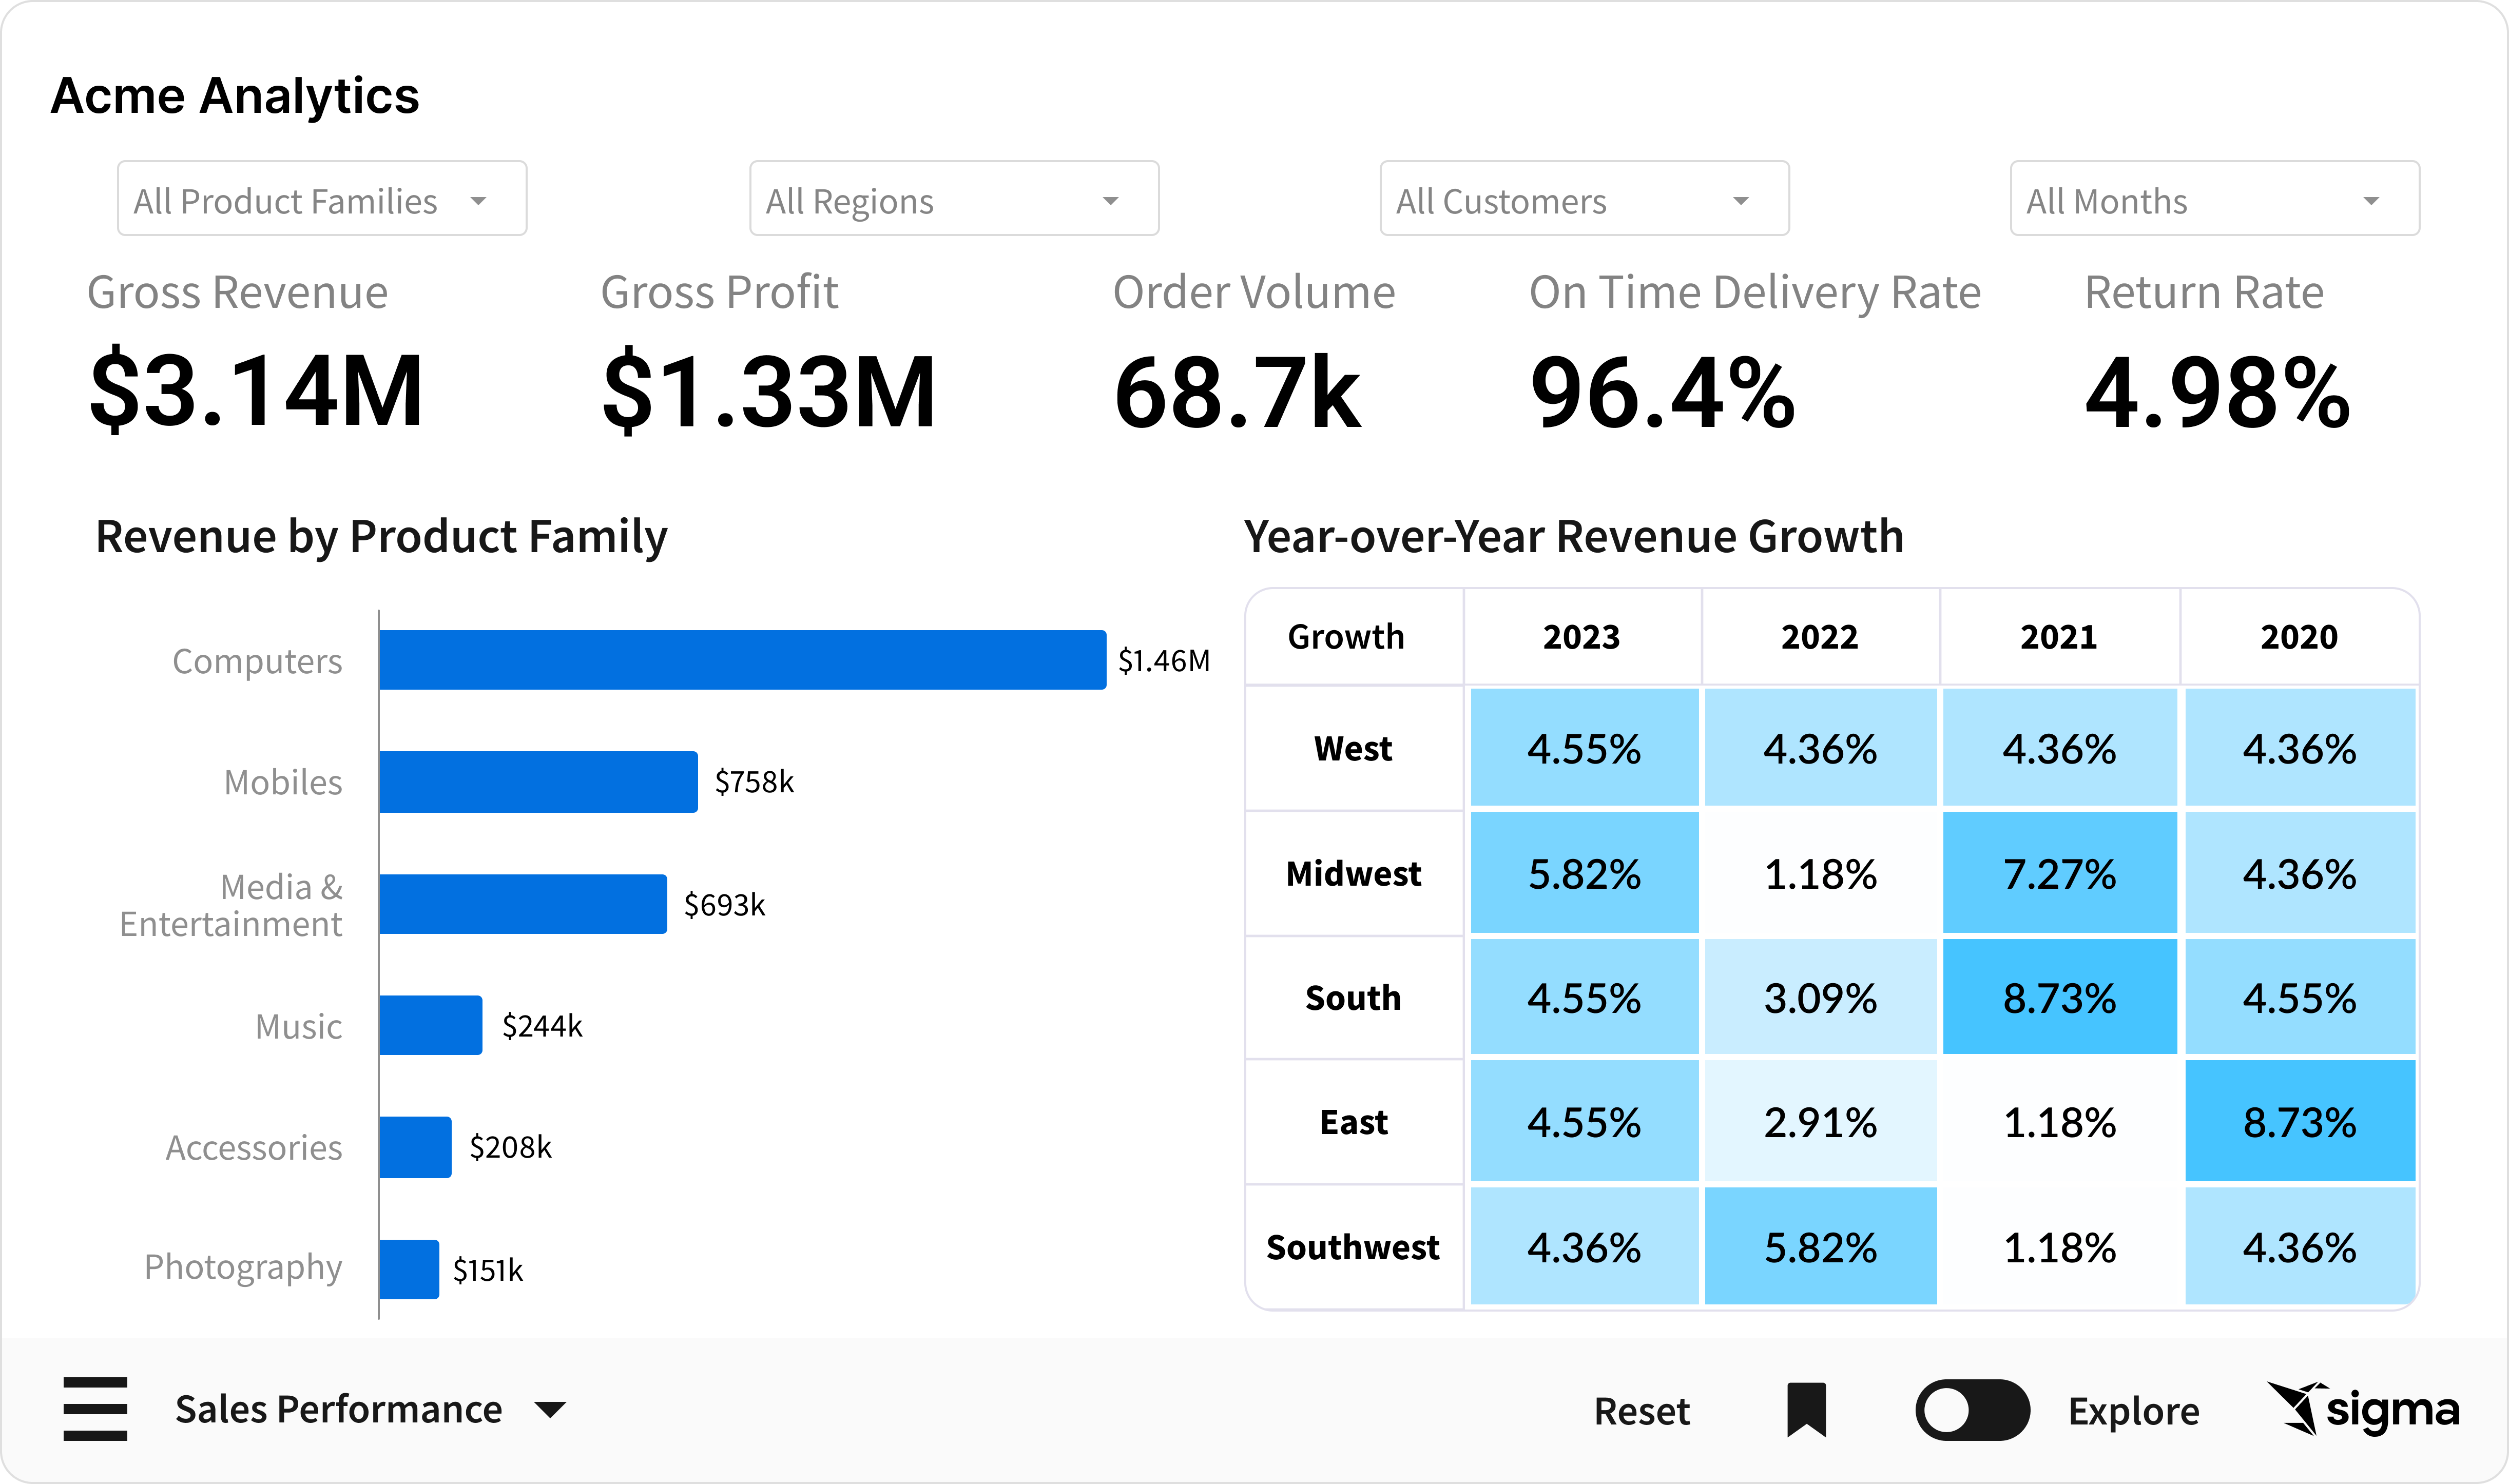 Acme Analytics
All Product Families
All Regions
All Customers
All Months
Gross Revenue
$3.14M
Gross Profit
$1.33M
Order Volume
68.7k
On Time Delivery Rate
96.4%
Return Rate
4.98%
Revenue by Product Family
Computers
$1.46M
Mobiles
$758k
Media &
Entertainment
$693k
Music
$244k
Accessories
$208k
Photography
$151k
Year-over-Year Revenue Growth
Growth 2023 2022 2021 2020
West 4.55% 4.36% 4.36% 4.36%
Midwest 5.82% 1.18% 7.27% 4.36%
South 4.55% 3.09% 8.73% 4.55%
East 4.55% 2.91% 1.18% 8.73%
Southwest 4.36% 5.82% 1.18% 4.36%
Sales Performance
Reset
Explore
sigma